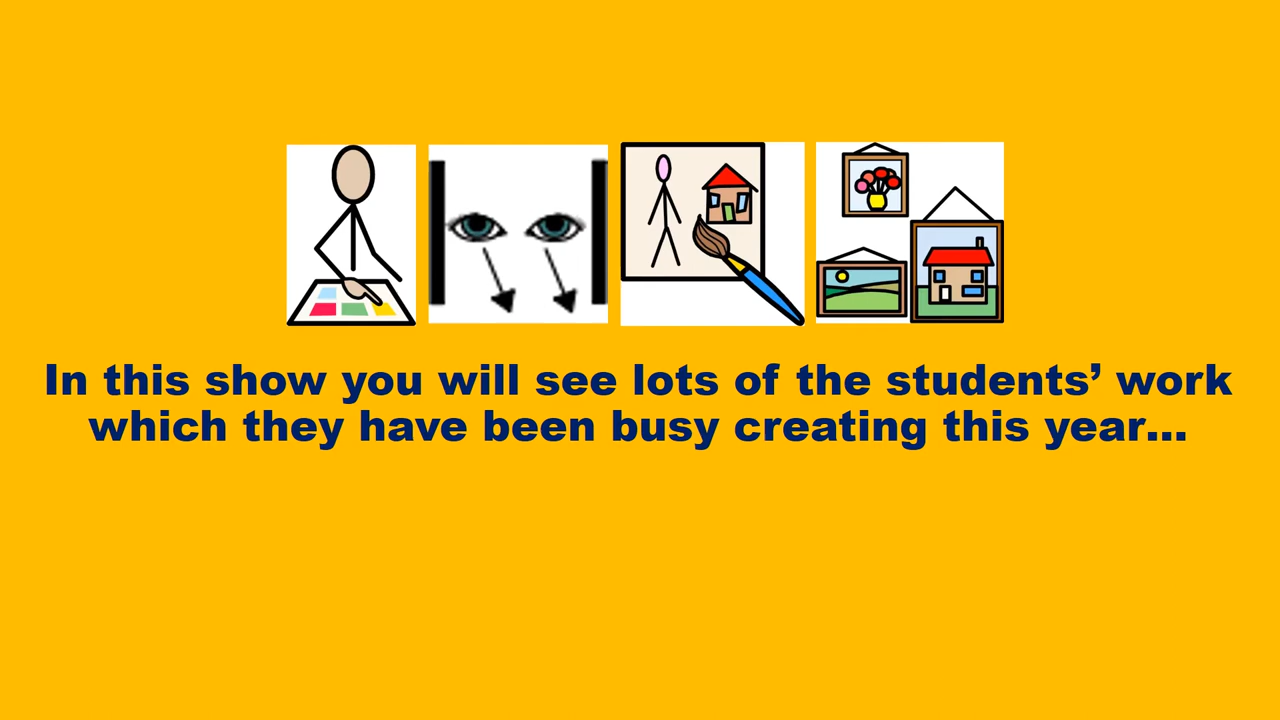 In this show you will see lots of the students’ work
which they have been busy creating this year...